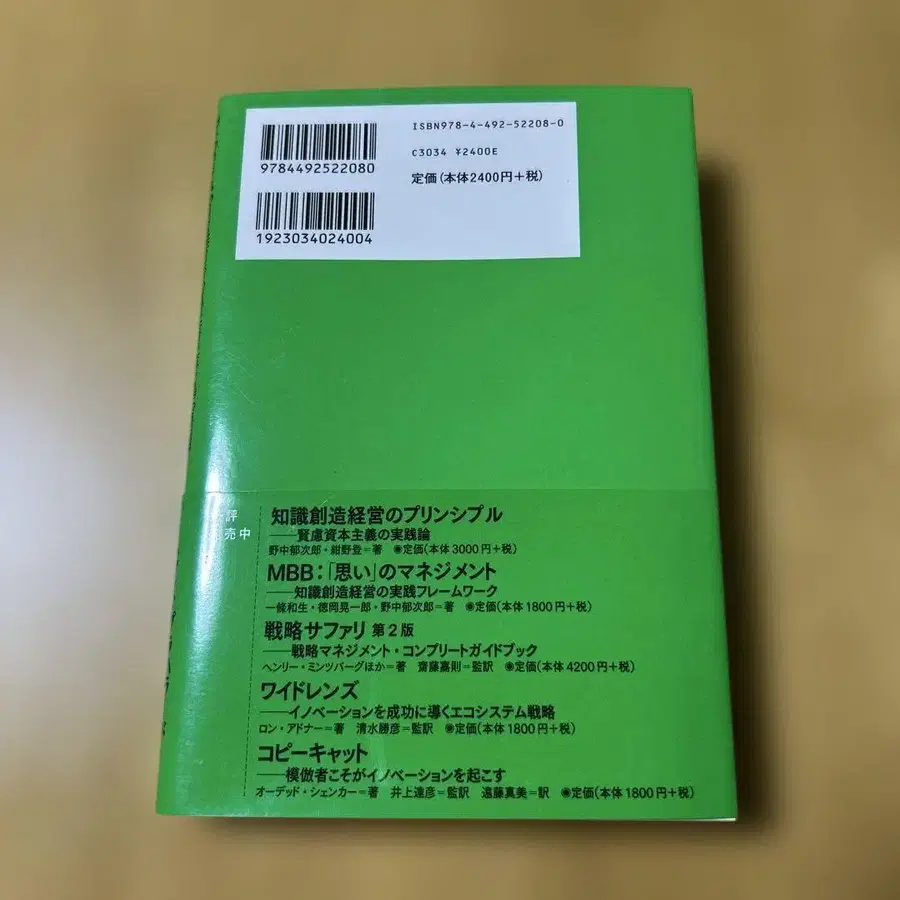 ISBN978-4-492-52208-0
C3034 ¥2400E
定価(本体2400円+税)
9784492522080
1923034024004
評
売中
知識創造経営のプリンシプル
──賢慮資本主義の実践論
野中郁次郎・紺野登=著 ◉定価(本体3000円+税)
MBB:「思い」のマネジメント
──知識創造経営の実践フレームワーク
一條和生・徳岡晃一郎・野中郁次郎=著 ◉定価(本体1800円+税)
戦略サファリ 第2版
──戦略マネジメント・コンプリートガイドブック
ヘンリー・ミンツバーグほか=著 齋藤嘉則=監訳 ◉定価(本体4200円+税)
ワイドレンズ
──イノベーションを成功に導くエコシステム戦略
ロン・アドナー=著 清水勝彦=監訳 ◉定価(本体1800円+税)
コピーキャット
──模倣者こそがイノベーションを起こす
オーデッド・シェンカー=著 井上達彦=監訳 遠藤真美=訳 ◉定価(本体1800円+税)